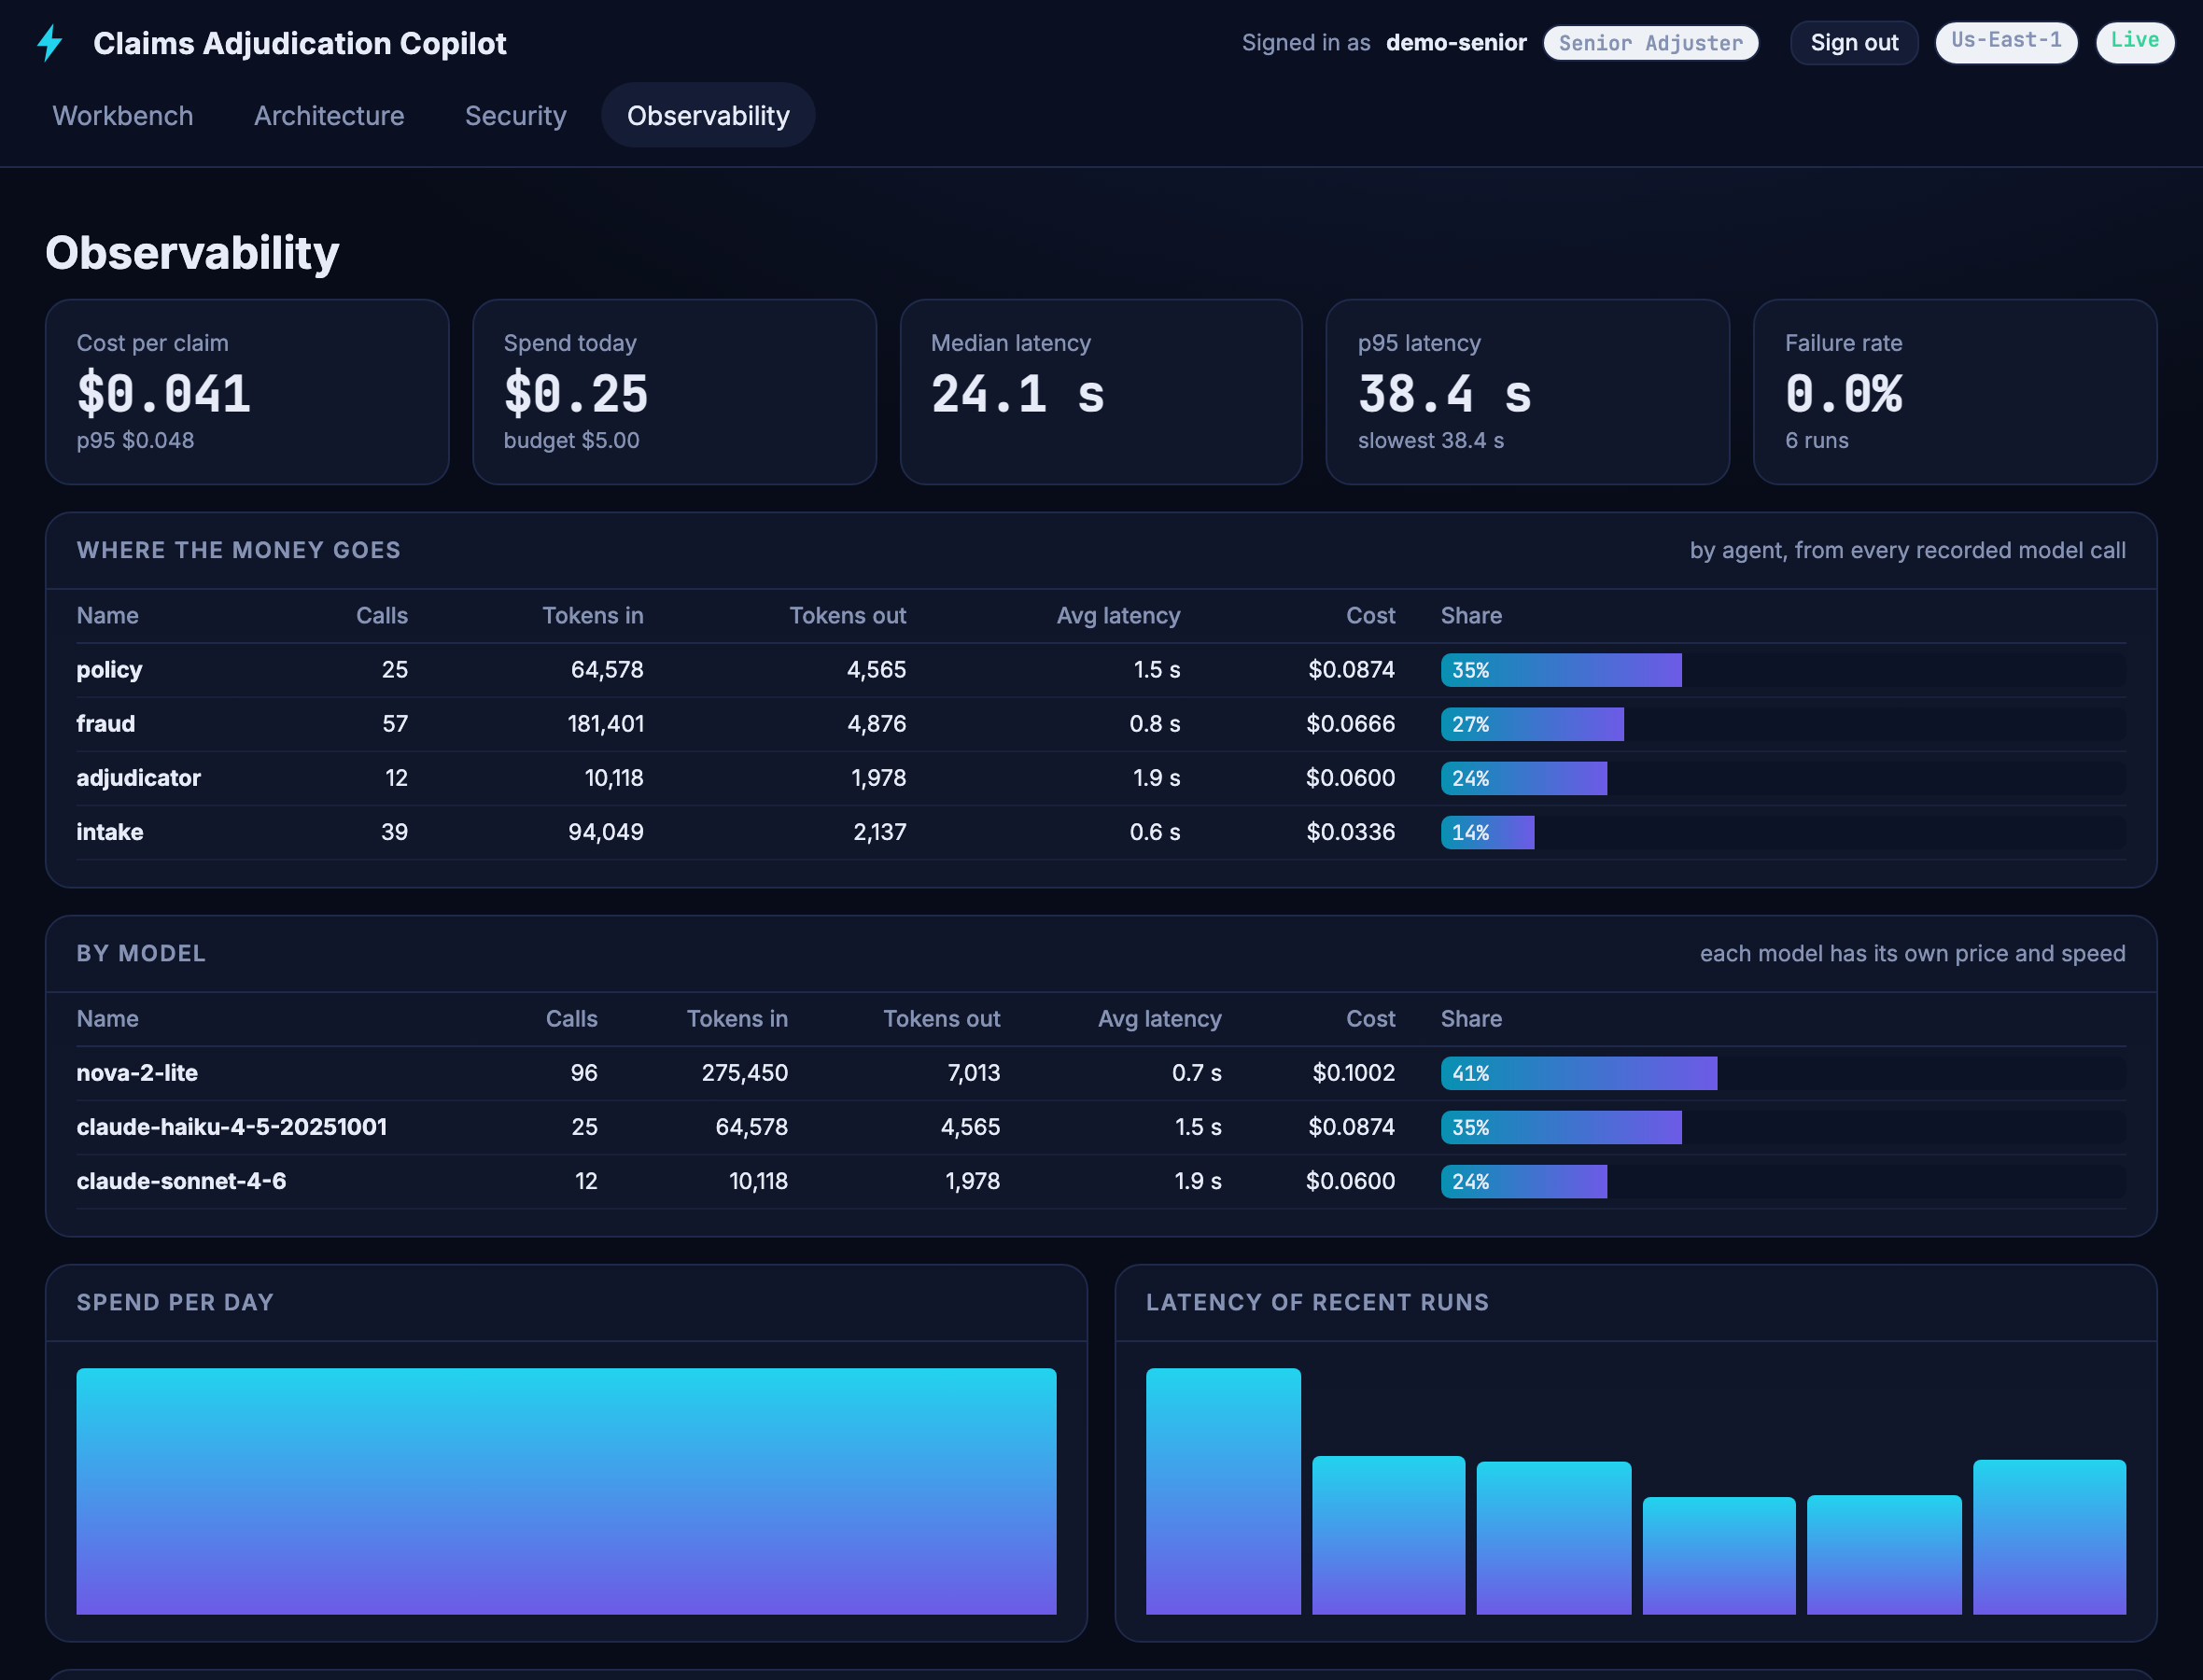 Claims Adjudication Copilot
Signed in as demo-senior Senior Adjuster Sign out Us-East-1 Live
Workbench Architecture Security Observability
Observability
Cost per claim
$0.041
p95 $0.048
Spend today
$0.25
budget $5.00
Median latency
24.1 s
p95 latency
38.4 s
slowest 38.4 s
Failure rate
0.0%
6 runs
WHERE THE MONEY GOES by agent, from every recorded model call
Name Calls Tokens in Tokens out Avg latency Cost Share
policy 25 64,578 4,565 1.5 s $0.0874 35%
fraud 57 181,401 4,876 0.8 s $0.0666 27%
adjudicator 12 10,118 1,978 1.9 s $0.0600 24%
intake 39 94,049 2,137 0.6 s $0.0336 14%
BY MODEL each model has its own price and speed
Name Calls Tokens in Tokens out Avg latency Cost Share
nova-2-lite 96 275,450 7,013 0.7 s $0.1002 41%
claude-haiku-4-5-20251001 25 64,578 4,565 1.5 s $0.0874 35%
claude-sonnet-4-6 12 10,118 1,978 1.9 s $0.0600 24%
SPEND PER DAY
LATENCY OF RECENT RUNS